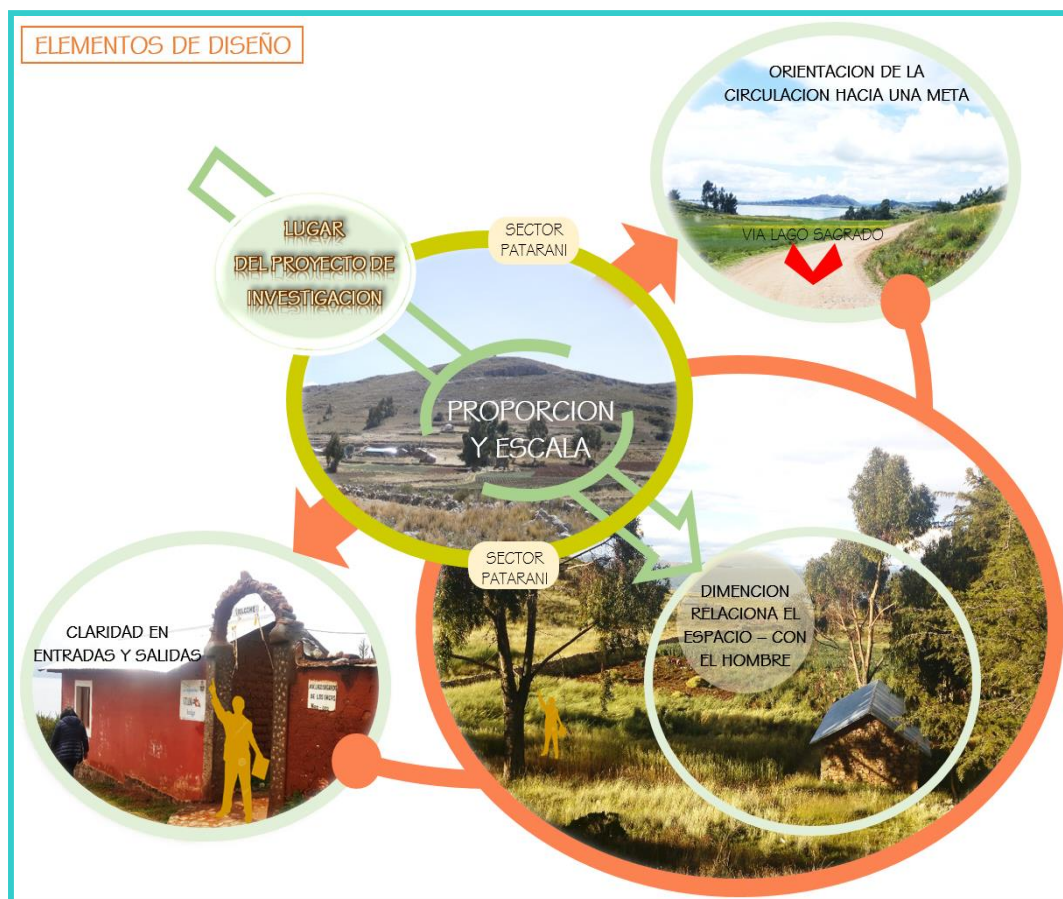 ELEMENTOS DE DISEÑO
ORIENTACION DE LA
CIRCULACION HACIA UNA META
VIA LAGO SAGRADO
LUGAR
DEL PROYECTO DE
INVESTIGACION
SECTOR
PATARANI
PROPORCION
Y ESCALA
SECTOR
PATARANI
CLARIDAD EN
ENTRADAS Y SALIDAS
DIMENCION
RELACIONA EL
ESPACIO – CON
EL HOMBRE